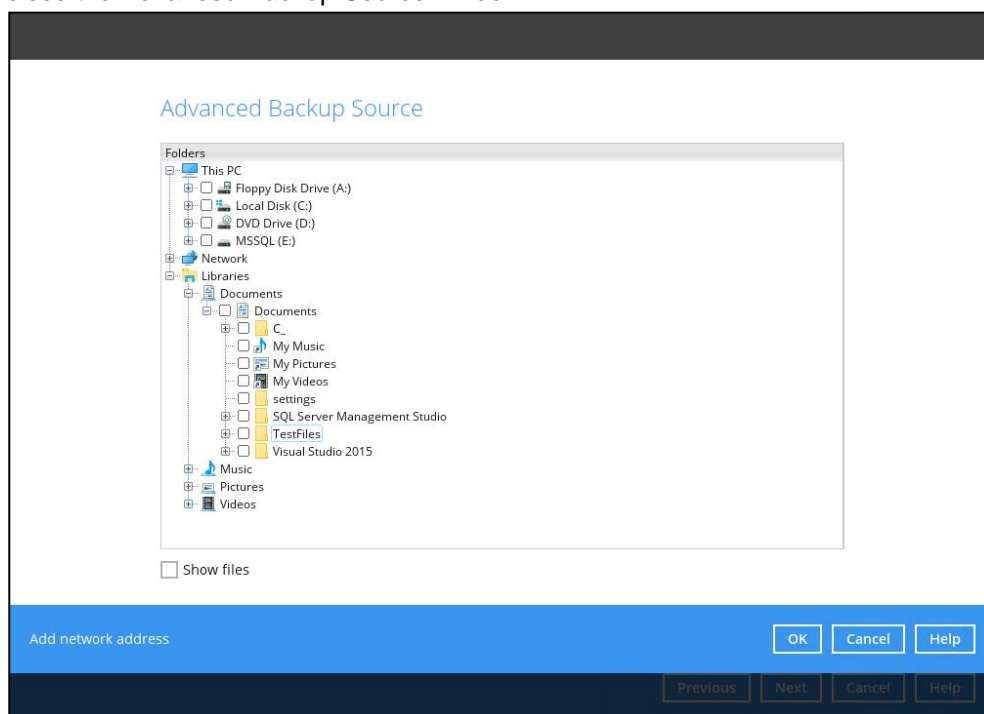 Advanced Backup Source
Folders
This PC
Floppy Disk Drive (A:)
Local Disk (C:)
DVD Drive (D:)
MSSQL (E:)
Network
Libraries
Documents
Documents
C_
My Music
My Pictures
My Videos
settings
SQL Server Management Studio
TestFiles
Visual Studio 2015
Music
Pictures
Videos
Show files
Add network address OK Cancel Help
Previous Next Cancel Help